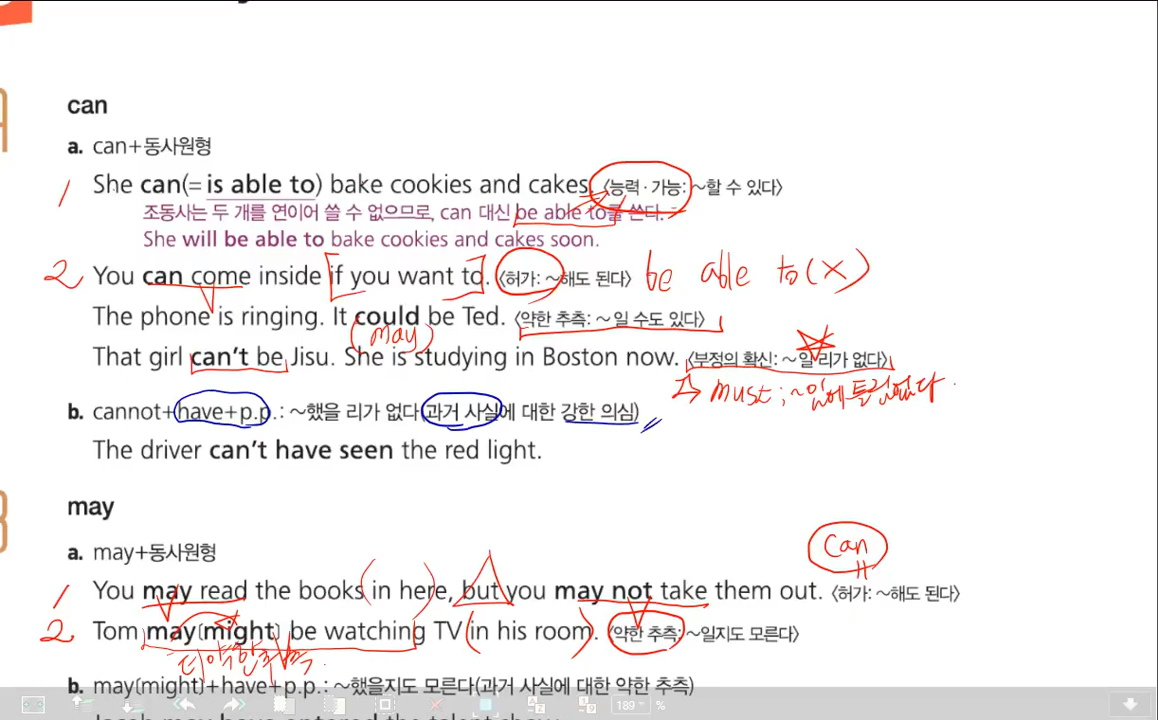 can
a. can+동사원형
1 She can(= is able to) bake cookies and cakes. 〈능력·가능: ~할 수 있다〉
조동사는 두 개를 연이어 쓸 수 없으므로, can 대신 be able to를 쓴다.
She will be able to bake cookies and cakes soon.
2 You can come inside if you want to. 〈허가: ~해도 된다〉 be able to (X)
The phone is ringing. It could be Ted. 〈약한 추측: ~일 수도 있다〉
(may)
That girl can't be Jisu. She is studying in Boston now. 〈부정의 확신: ~일 리가 없다〉
must ; ~임에 틀림없다
b. cannot+have+p.p.: ~했을 리가 없다(과거 사실에 대한 강한 의심)
The driver can't have seen the red light.
may
a. may+동사원형
can
1 You may read the books in here, but you may not take them out. 〈허가: ~해도 된다〉
2 Tom may(might) be watching TV (in his room). 〈약한 추측: ~일지도 모른다〉
더 약한 추측
b. may(might)+have+p.p.: ~했을지도 모른다(과거 사실에 대한 약한 추측)
189 %